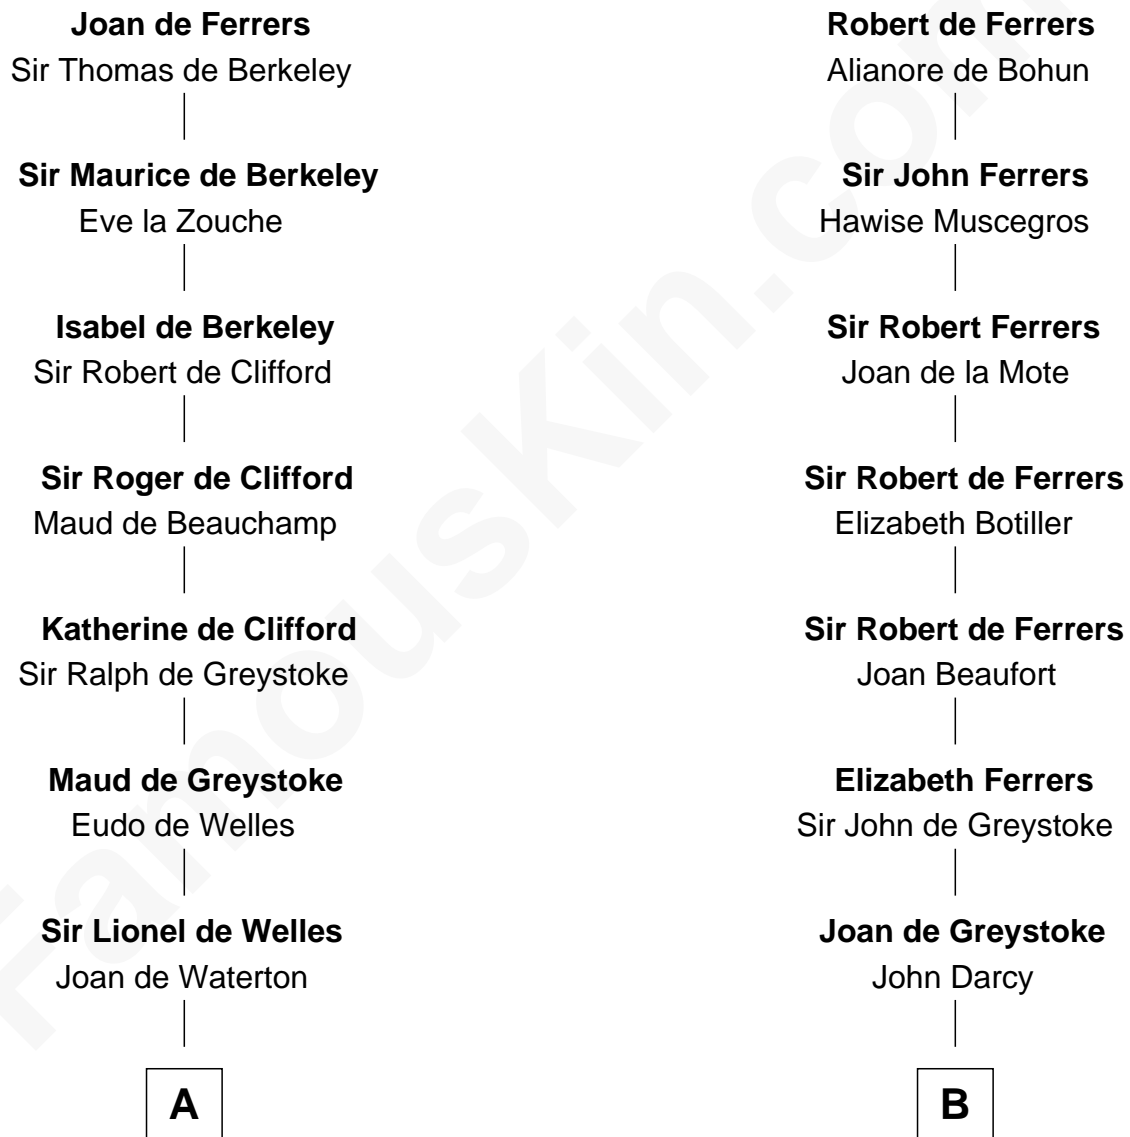 Joan de Ferrers
Sir Thomas de Berkeley
Robert de Ferrers
Alianore de Bohun
Sir Maurice de Berkeley
Eve la Zouche
Sir John Ferrers
Hawise Muscegros
Isabel de Berkeley
Sir Robert de Clifford
Sir Robert Ferrers
Joan de la Mote
Sir Roger de Clifford
Maud de Beauchamp
Sir Robert de Ferrers
Elizabeth Botiller
Katherine de Clifford
Sir Ralph de Greystoke
Sir Robert de Ferrers
Joan Beaufort
Maud de Greystoke
Eudo de Welles
Elizabeth Ferrers
Sir John de Greystoke
Sir Lionel de Welles
Joan de Waterton
Joan de Greystoke
John Darcy
A
B
FamousKin.com